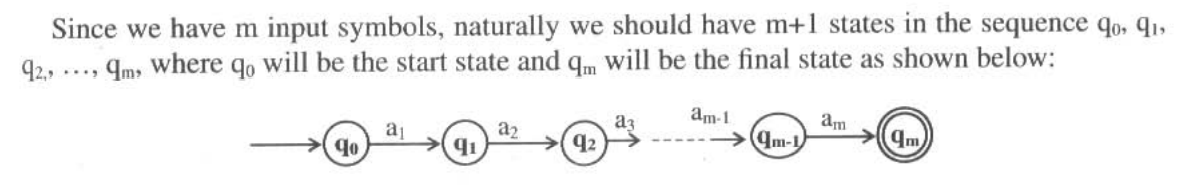 Since we have m input symbols, naturally we should have m+1 states in the sequence q₀, q₁,
q₂,, ..., qₘ, where q₀ will be the start state and qₘ will be the final state as shown below:
a₁ a₂ a₃ aₘ₋₁ aₘ
q₀ q₁ q₂ qₘ₋₁ qₘ